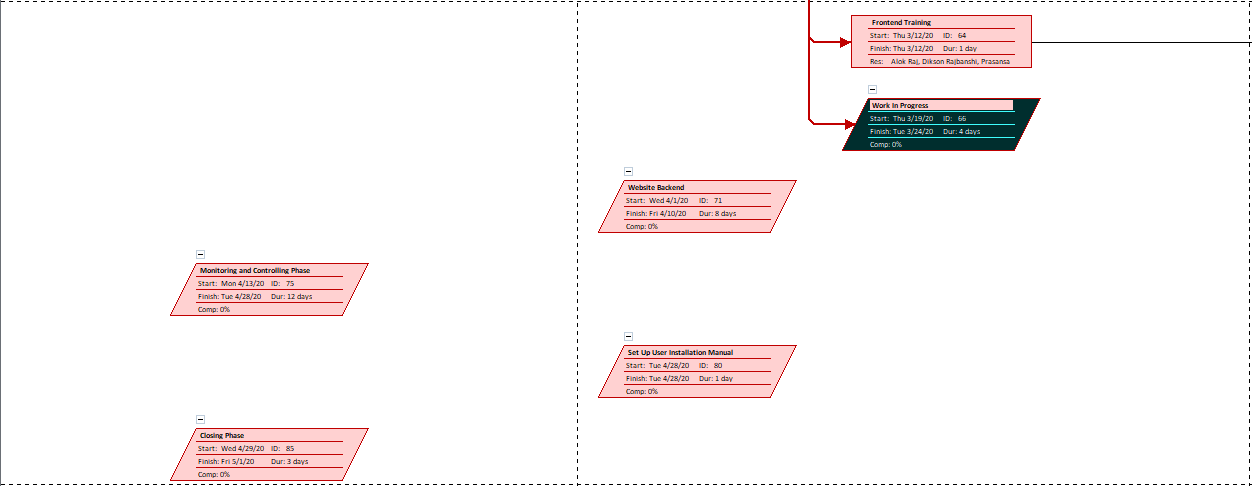 Frontend Training
Start: Thu 3/12/20 ID: 64
Finish: Thu 3/12/20 Dur: 1 day
Res: Alok Raj, Dikson Rajbanshi, Prasansa
Work In Progress
Start: Thu 3/19/20 ID: 66
Finish: Tue 3/24/20 Dur: 4 days
Comp: 0%
Website Backend
Start: Wed 4/1/20 ID: 71
Finish: Fri 4/10/20 Dur: 8 days
Comp: 0%
Monitoring and Controlling Phase
Start: Mon 4/13/20 ID: 75
Finish: Tue 4/28/20 Dur: 12 days
Comp: 0%
Set Up User Installation Manual
Start: Tue 4/28/20 ID: 80
Finish: Tue 4/28/20 Dur: 1 day
Comp: 0%
Closing Phase
Start: Wed 4/29/20 ID: 85
Finish: Fri 5/1/20 Dur: 3 days
Comp: 0%